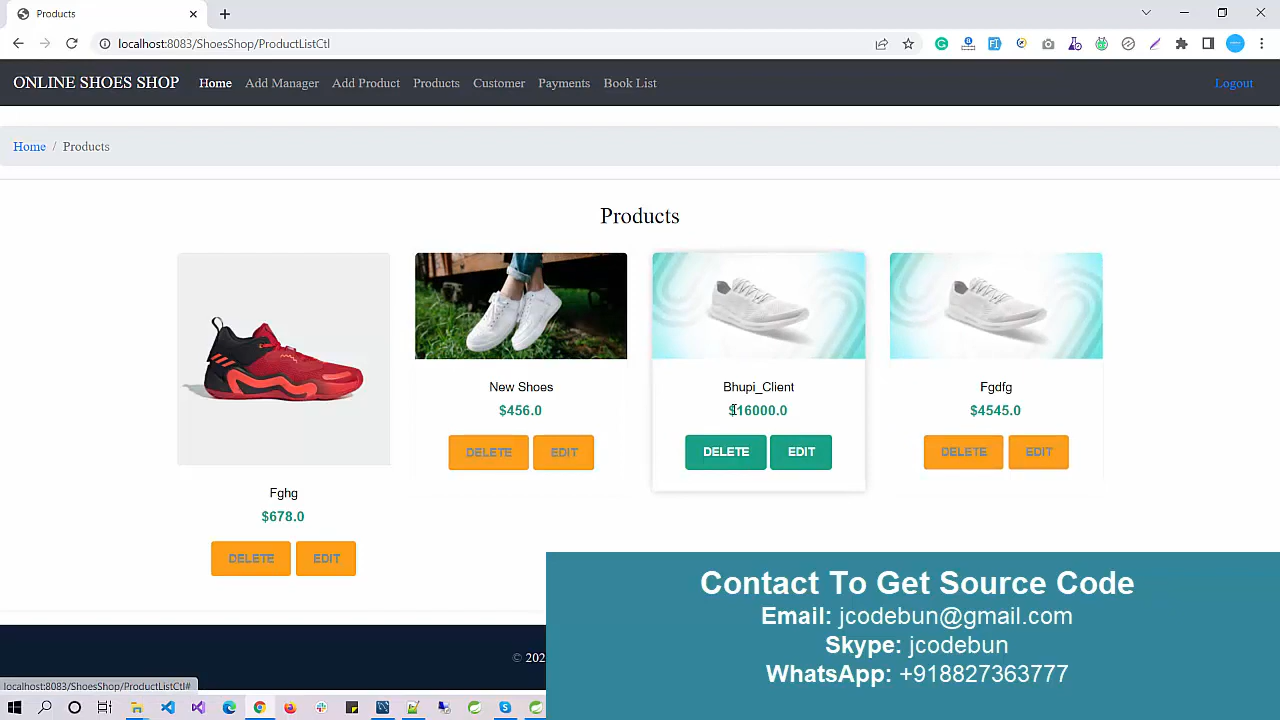 Products
localhost:8083/ShoesShop/ProductListCtl
ONLINE SHOES SHOP Home Add Manager Add Product Products Customer Payments Book List Logout
Home / Products
Products
New Shoes
$456.0
DELETE EDIT
Bhupi_Client
$16000.0
DELETE EDIT
Fgdfg
$4545.0
DELETE EDIT
Fghg
$678.0
DELETE EDIT
Contact To Get Source Code
Email: jcodebun@gmail.com
Skype: jcodebun
WhatsApp: +918827363777
© 202
localhost:8083/ShoesShop/ProductListCtl#